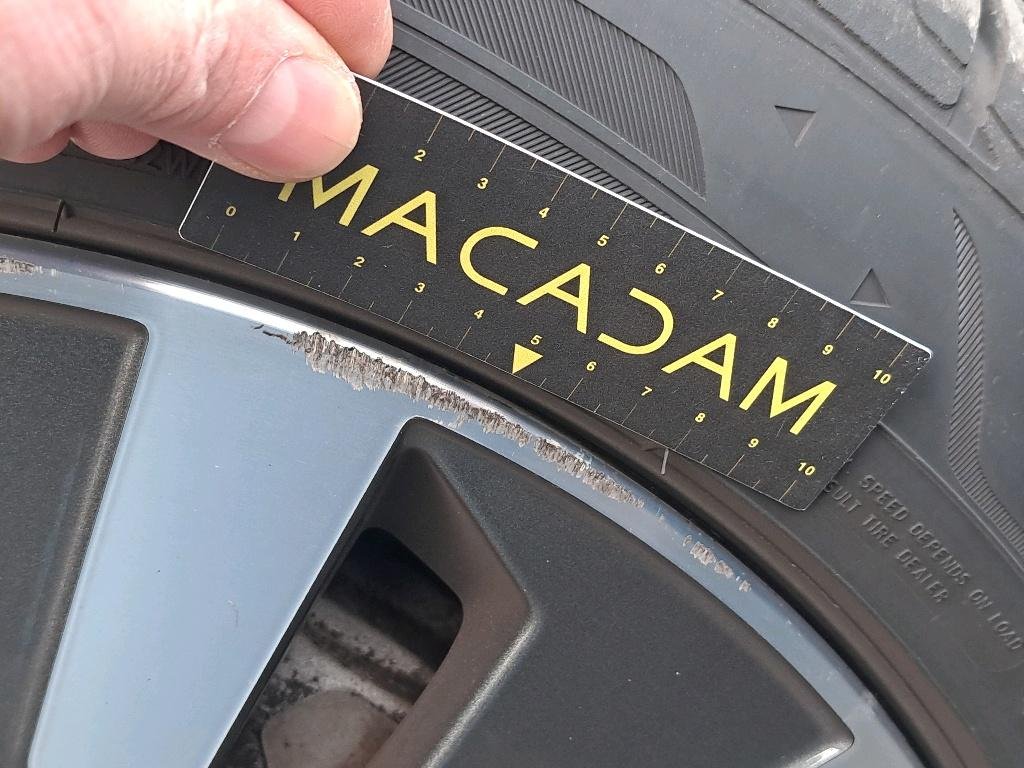 2 3 4 5 6 7 8 9 10
MACADAM
0 1 2 3 4 5 6 7 8 9 10
SPEED DEPENDS ON LOAD
SULT TIRE DEALER